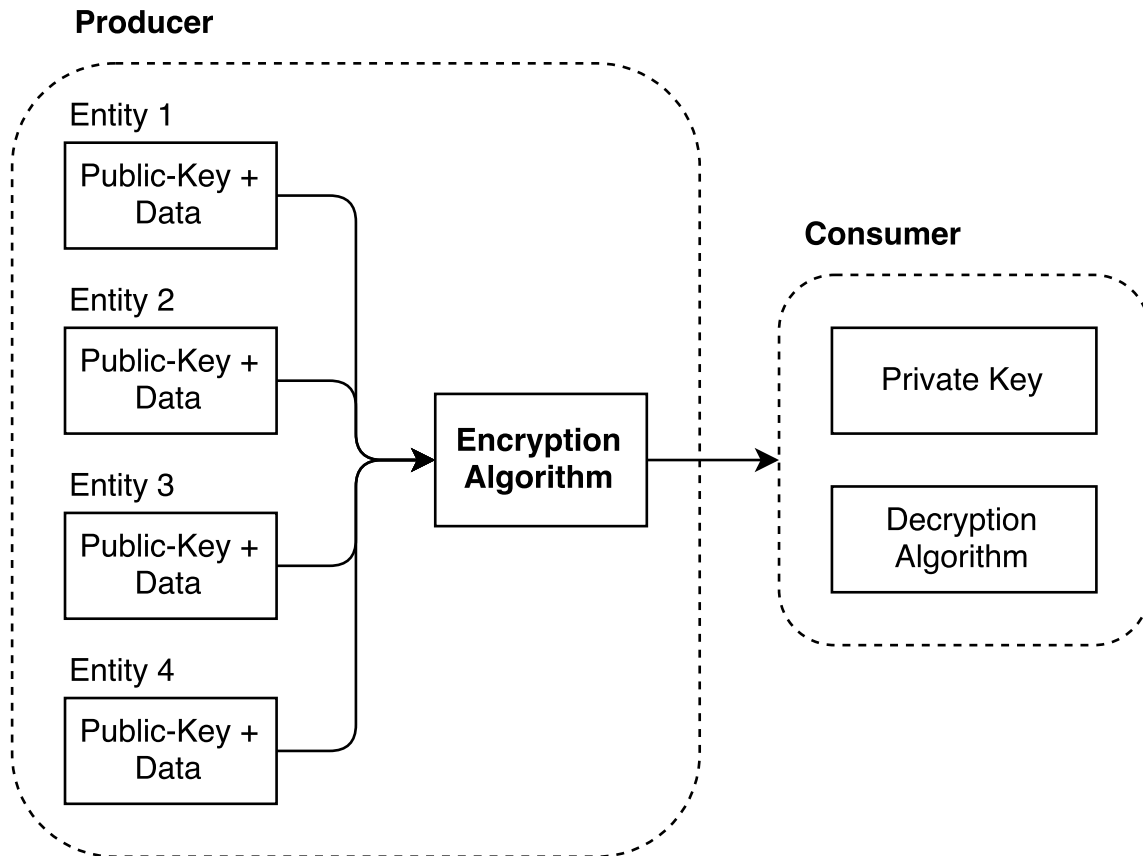 Producer
Entity 1
Public-Key +
Data
Entity 2
Public-Key +
Data
Entity 3
Public-Key +
Data
Entity 4
Public-Key +
Data
Encryption
Algorithm
Consumer
Private Key
Decryption
Algorithm